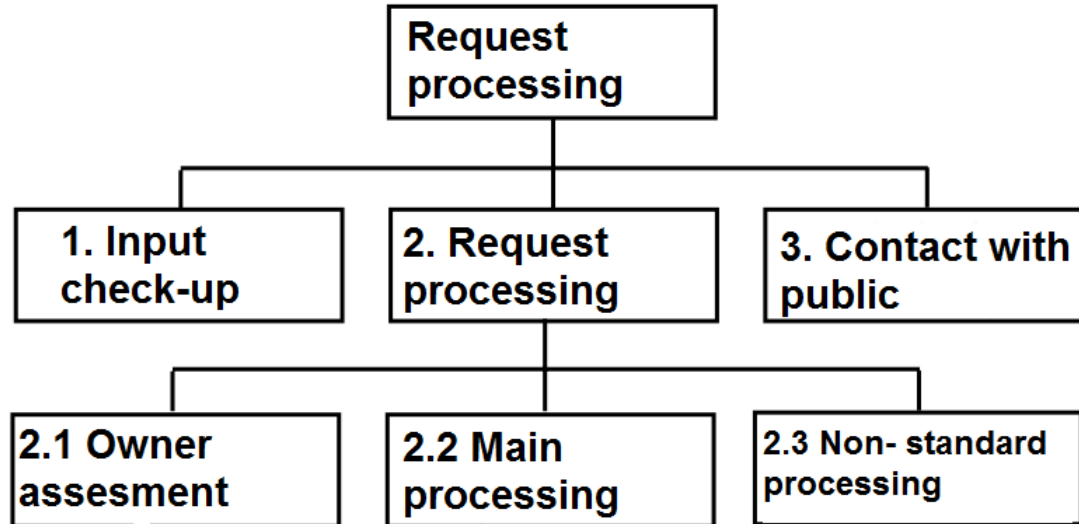 Request
processing
1. Input
check-up
2. Request
processing
3. Contact with
public
2.1 Owner
assesment
2.2 Main
processing
2.3 Non- standard
processing